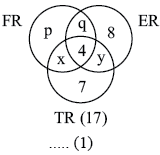 FR q ER
p 8
4
x y
7
TR (17)
..... (1)